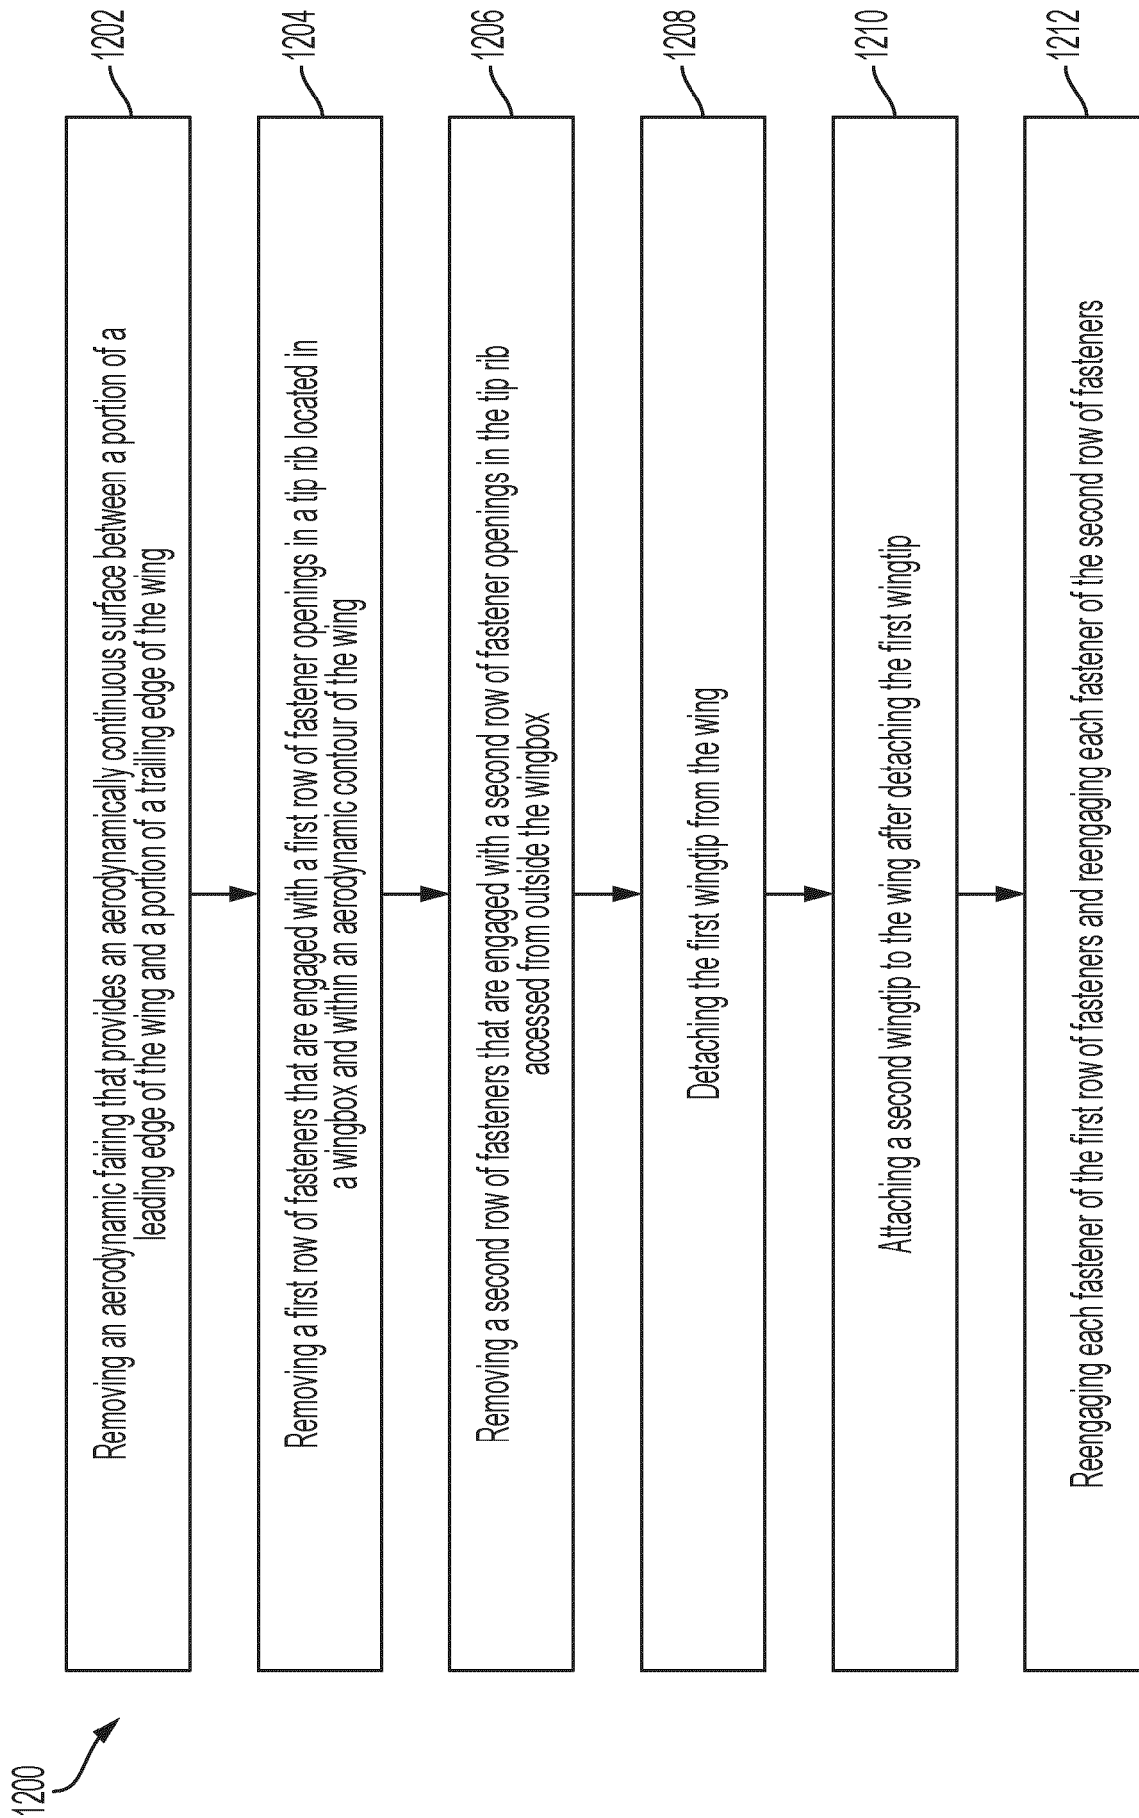 1200
1202
Removing an aerodynamic fairing that provides an aerodynamically continuous surface between a portion of a
leading edge of the wing and a portion of a trailing edge of the wing
1204
Removing a first row of fasteners that are engaged with a first row of fastener openings in a tip rib located in
a wingbox and within an aerodynamic contour of the wing
1206
Removing a second row of fasteners that are engaged with a second row of fastener openings in the tip rib
accessed from outside the wingbox
1208
Detaching the first wingtip from the wing
1210
Attaching a second wingtip to the wing after detaching the first wingtip
1212
Reengaging each fastener of the first row of fasteners and reengaging each fastener of the second row of fasteners